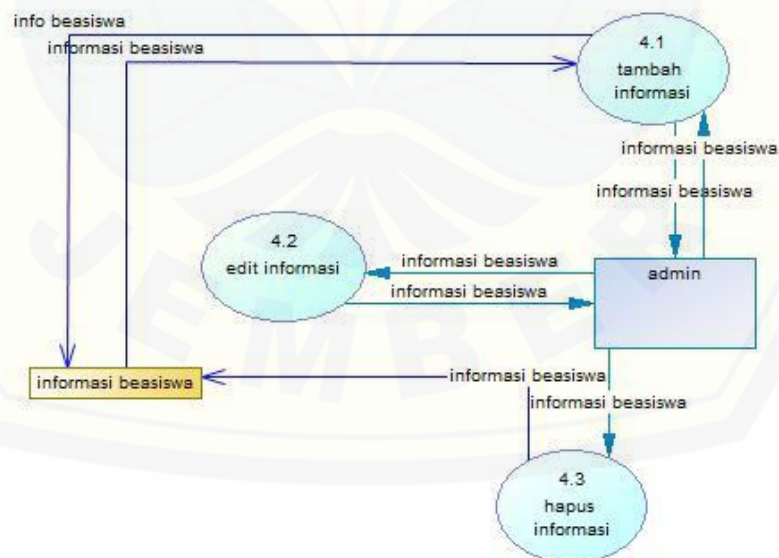 info beasiswa
informasi beasiswa
4.1
tambah
informasi
informasi beasiswa
informasi beasiswa
4.2
edit informasi
informasi beasiswa
informasi beasiswa
admin
informasi beasiswa
informasi beasiswa
informasi beasiswa
4.3
hapus
informasi
JEMBER